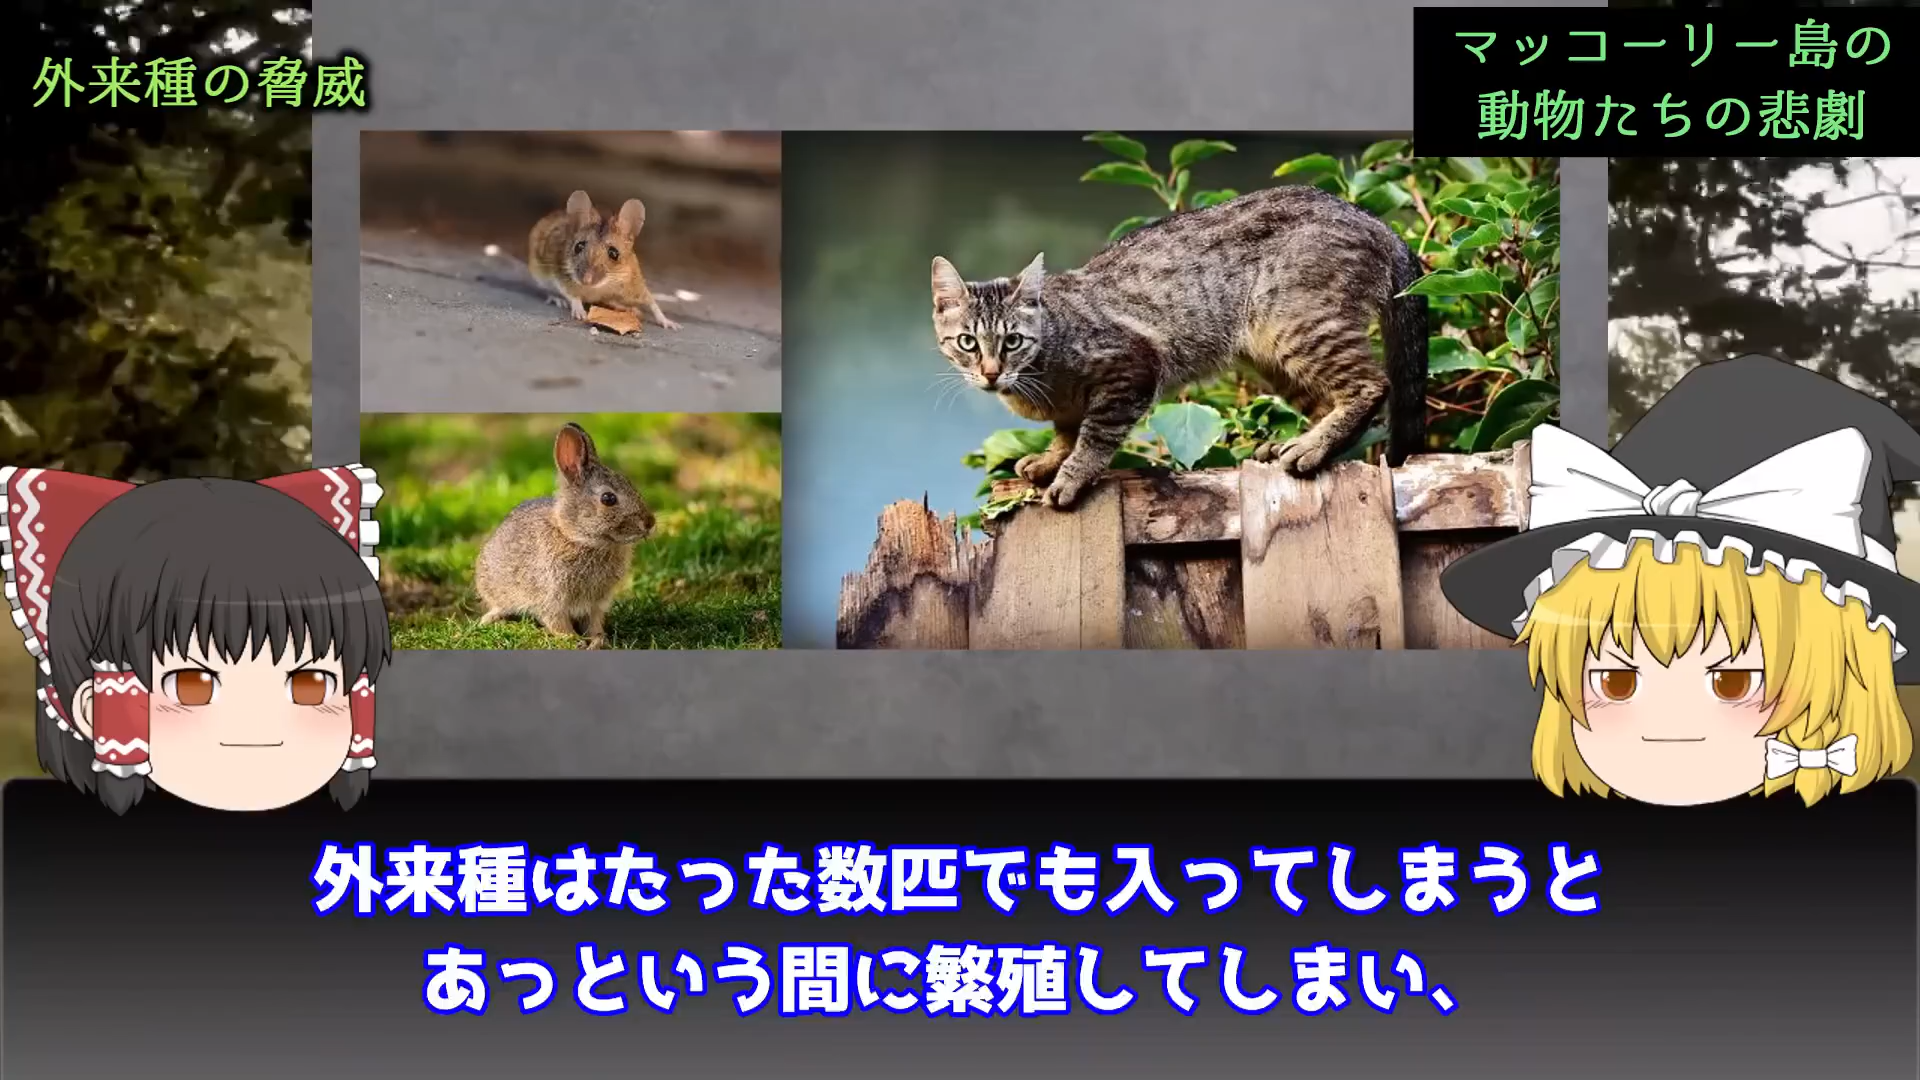 外来種の脅威
マッコーリー島の
動物たちの悲劇
外来種はたった数匹でも入ってしまうと
あっという間に繁殖してしまい、